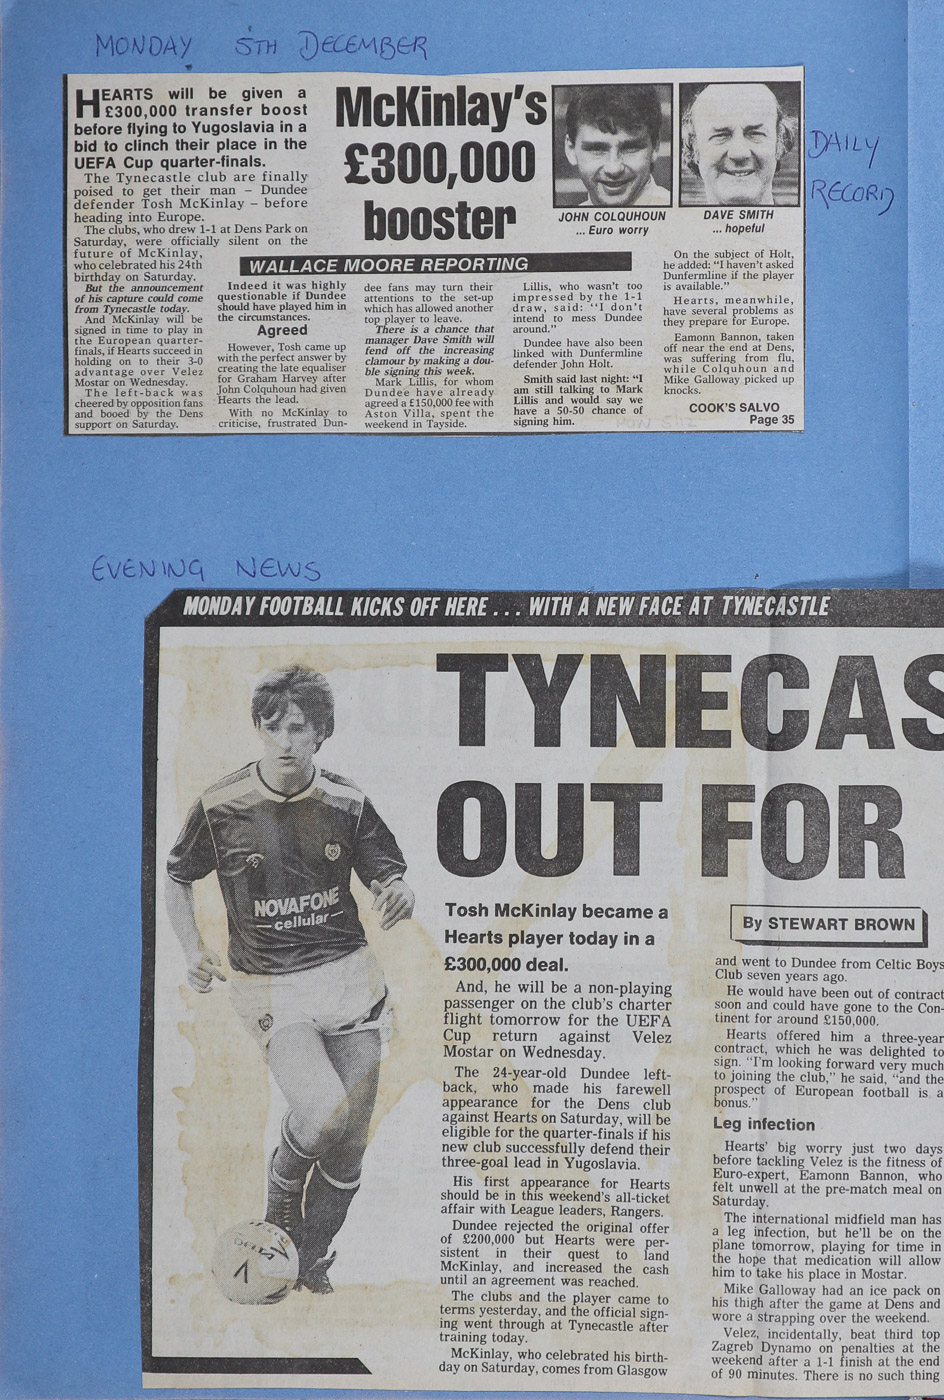 MONDAY 5TH DECEMBER
HEARTS will be given a
£300,000 transfer boost
before flying to Yugoslavia in a
bid to clinch their place in the
UEFA Cup quarter-finals.
The Tynecastle club are finally
poised to get their man – Dundee
defender Tosh McKinlay – before
heading into Europe.
The clubs, who drew 1-1 at Dens Park on
Saturday, were officially silent on the
future of McKinlay,
who celebrated his 24th
birthday on Saturday.
But the announcement
of his capture could come
from Tynecastle today.
And McKinlay will be
signed in time to play in
the European quarter-
finals, if Hearts succeed in
holding on to their 3-0
advantage over Velez
Mostar on Wednesday.
The left-back was
cheered by opposition fans
and booed by the Dens
support on Saturday.
McKinlay's
£300,000
booster
JOHN COLQUHOUN
... Euro worry
DAVE SMITH
... hopeful
DAILY
RECORD
WALLACE MOORE REPORTING
Indeed it was highly
questionable if Dundee
should have played him in
the circumstances.
Agreed
However, Tosh came up
with the perfect answer by
creating the late equaliser
for Graham Harvey after
John Colquhoun had given
Hearts the lead.
With no McKinlay to
criticise, frustrated Dun-
dee fans may turn their
attentions to the set-up
which has allowed another
top player to leave.
There is a chance that
manager Dave Smith will
fend off the increasing
clamour by making a dou-
ble signing this week.
Mark Lillis, for whom
Dundee have already
agreed a £150,000 fee with
Aston Villa, spent the
weekend in Tayside.
Lillis, who wasn't too
impressed by the 1-1
draw, said: "I don't
intend to mess Dundee
around."
Dundee have also been
linked with Dunfermline
defender John Holt.
Smith said last night: "I
am still talking to Mark
Lillis and would say we
have a 50-50 chance of
signing him.
On the subject of Holt,
he added: "I haven't asked
Dunfermline if the player
is available."
Hearts, meanwhile,
have several problems as
they prepare for Europe.
Eamonn Bannon, taken
off near the end at Dens,
was suffering from flu,
while Colquhoun and
Mike Galloway picked up
knocks.
COOK'S SALVO
Page 35
EVENING NEWS
MONDAY FOOTBALL KICKS OFF HERE . . . WITH A NEW FACE AT TYNECASTLE
TYNECAS
OUT FOR
NOVAFONE
cellular
Tosh McKinlay became a
Hearts player today in a
£300,000 deal.
And, he will be a non-playing
passenger on the club's charter
flight tomorrow for the UEFA
Cup return against Velez
Mostar on Wednesday.
The 24-year-old Dundee left-
back, who made his farewell
appearance for the Dens club
against Hearts on Saturday, will be
eligible for the quarter-finals if his
new club successfully defend their
three-goal lead in Yugoslavia.
His first appearance for Hearts
should be in this weekend's all-ticket
affair with League leaders, Rangers.
Dundee rejected the original offer
of £200,000 but Hearts were per-
sistent in their quest to land
McKinlay, and increased the cash
until an agreement was reached.
The clubs and the player came to
terms yesterday, and the official sign-
ing went through at Tynecastle after
training today.
McKinlay, who celebrated his birth-
day on Saturday, comes from Glasgow
By STEWART BROWN
and went to Dundee from Celtic Boys
Club seven years ago.
He would have been out of contract
soon and could have gone to the Con-
tinent for around £150,000.
Hearts offered him a three-year
contract, which he was delighted to
sign. "I'm looking forward very much
to joining the club," he said, "and the
prospect of European football is a
bonus."
Leg infection
Hearts' big worry just two days
before tackling Velez is the fitness of
Euro-expert, Eamonn Bannon, who
felt unwell at the pre-match meal on
Saturday.
The international midfield man has
a leg infection, but he'll be on the
plane tomorrow, playing for time in
the hope that medication will allow
him to take his place in Mostar.
Mike Galloway had an ice pack on
his thigh after the game at Dens and
wore a strapping over the weekend.
Velez, incidentally, beat third top
Zagreb Dynamo on penalties at the
weekend after a 1-1 finish at the end
of 90 minutes. There is no such thing